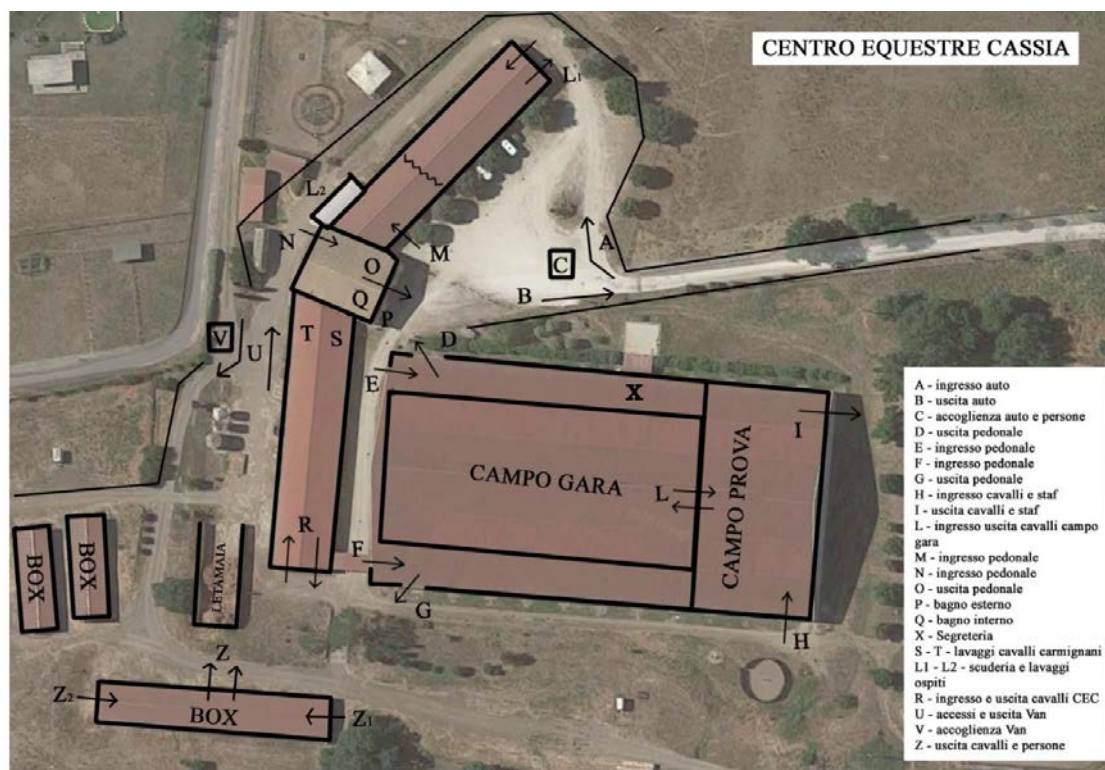 CENTRO EQUESTRE CASSIA
L1
L2
N
M
A
O
C
Q
B
P
V
T
S
D
U
E
X
I
CAMPO GARA
L
CAMPO PROVA
R
F
BOX
BOX
LETAMAIA
G
H
Z
Z2
BOX
Z1
A - ingresso auto
B - uscita auto
C - accoglienza auto e persone
D - uscita pedonale
E - ingresso pedonale
F - ingresso pedonale
G - uscita pedonale
H - ingresso cavalli e staf
I - uscita cavalli e staf
L - ingresso uscita cavalli campo
gara
M - ingresso pedonale
N - ingresso pedonale
O - uscita pedonale
P - bagno esterno
Q - bagno interno
X - Segreteria
S - T - lavaggi cavalli carmignani
L1 - L2 - scuderia e lavaggi
ospiti
R - ingresso e uscita cavalli CEC
U - accessi e uscita Van
V - accoglienza Van
Z - uscita cavalli e persone